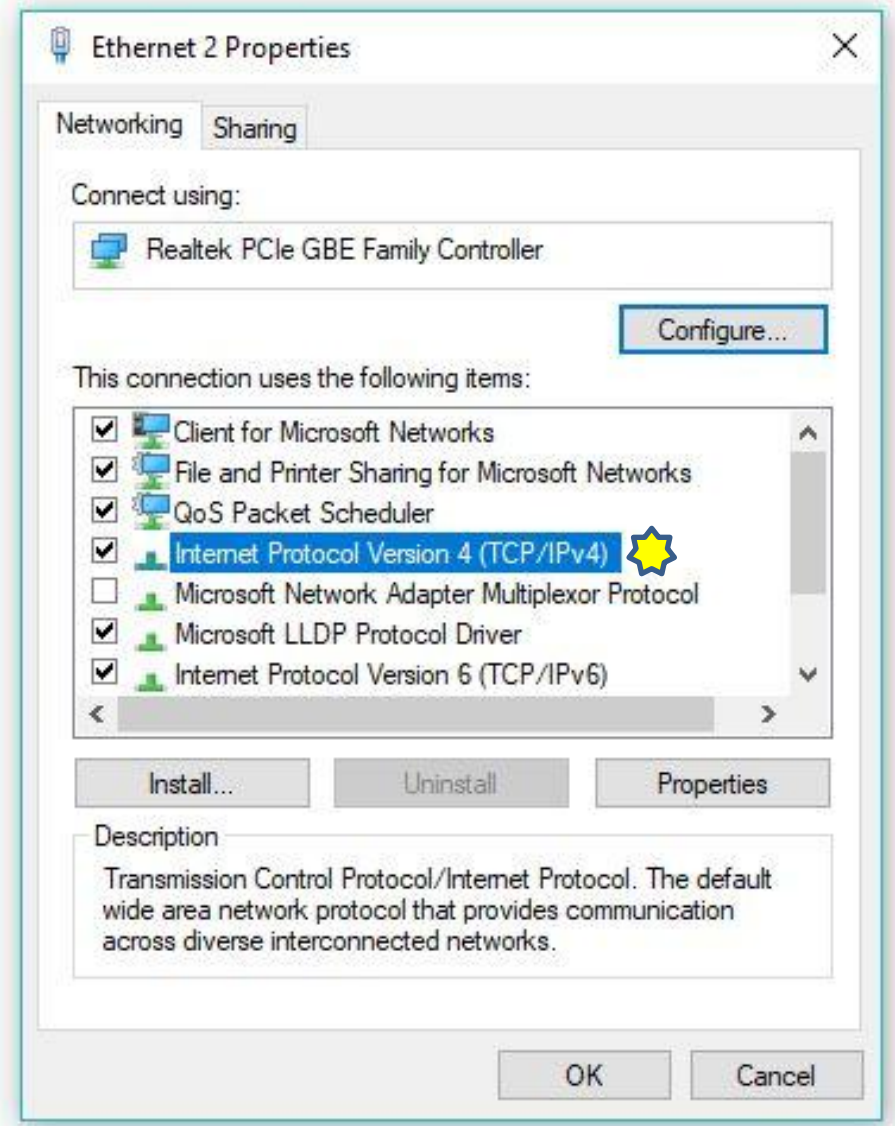 Ethernet 2 Properties
Networking
Sharing
Connect using:
Realtek PCIe GBE Family Controller
Configure...
This connection uses the following items:
Client for Microsoft Networks
File and Printer Sharing for Microsoft Networks
QoS Packet Scheduler
Internet Protocol Version 4 (TCP/IPv4)
Microsoft Network Adapter Multiplexor Protocol
Microsoft LLDP Protocol Driver
Internet Protocol Version 6 (TCP/IPv6)
Install...
Uninstall
Properties
Description
Transmission Control Protocol/Internet Protocol. The default
wide area network protocol that provides communication
across diverse interconnected networks.
OK
Cancel